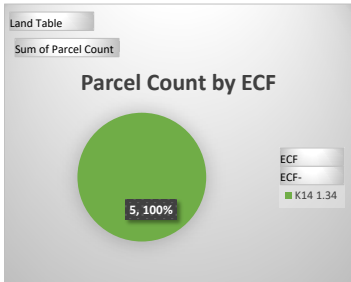 Land Table
Sum of Parcel Count
Parcel Count by ECF
5, 100%
ECF
ECF-
K14 1.34